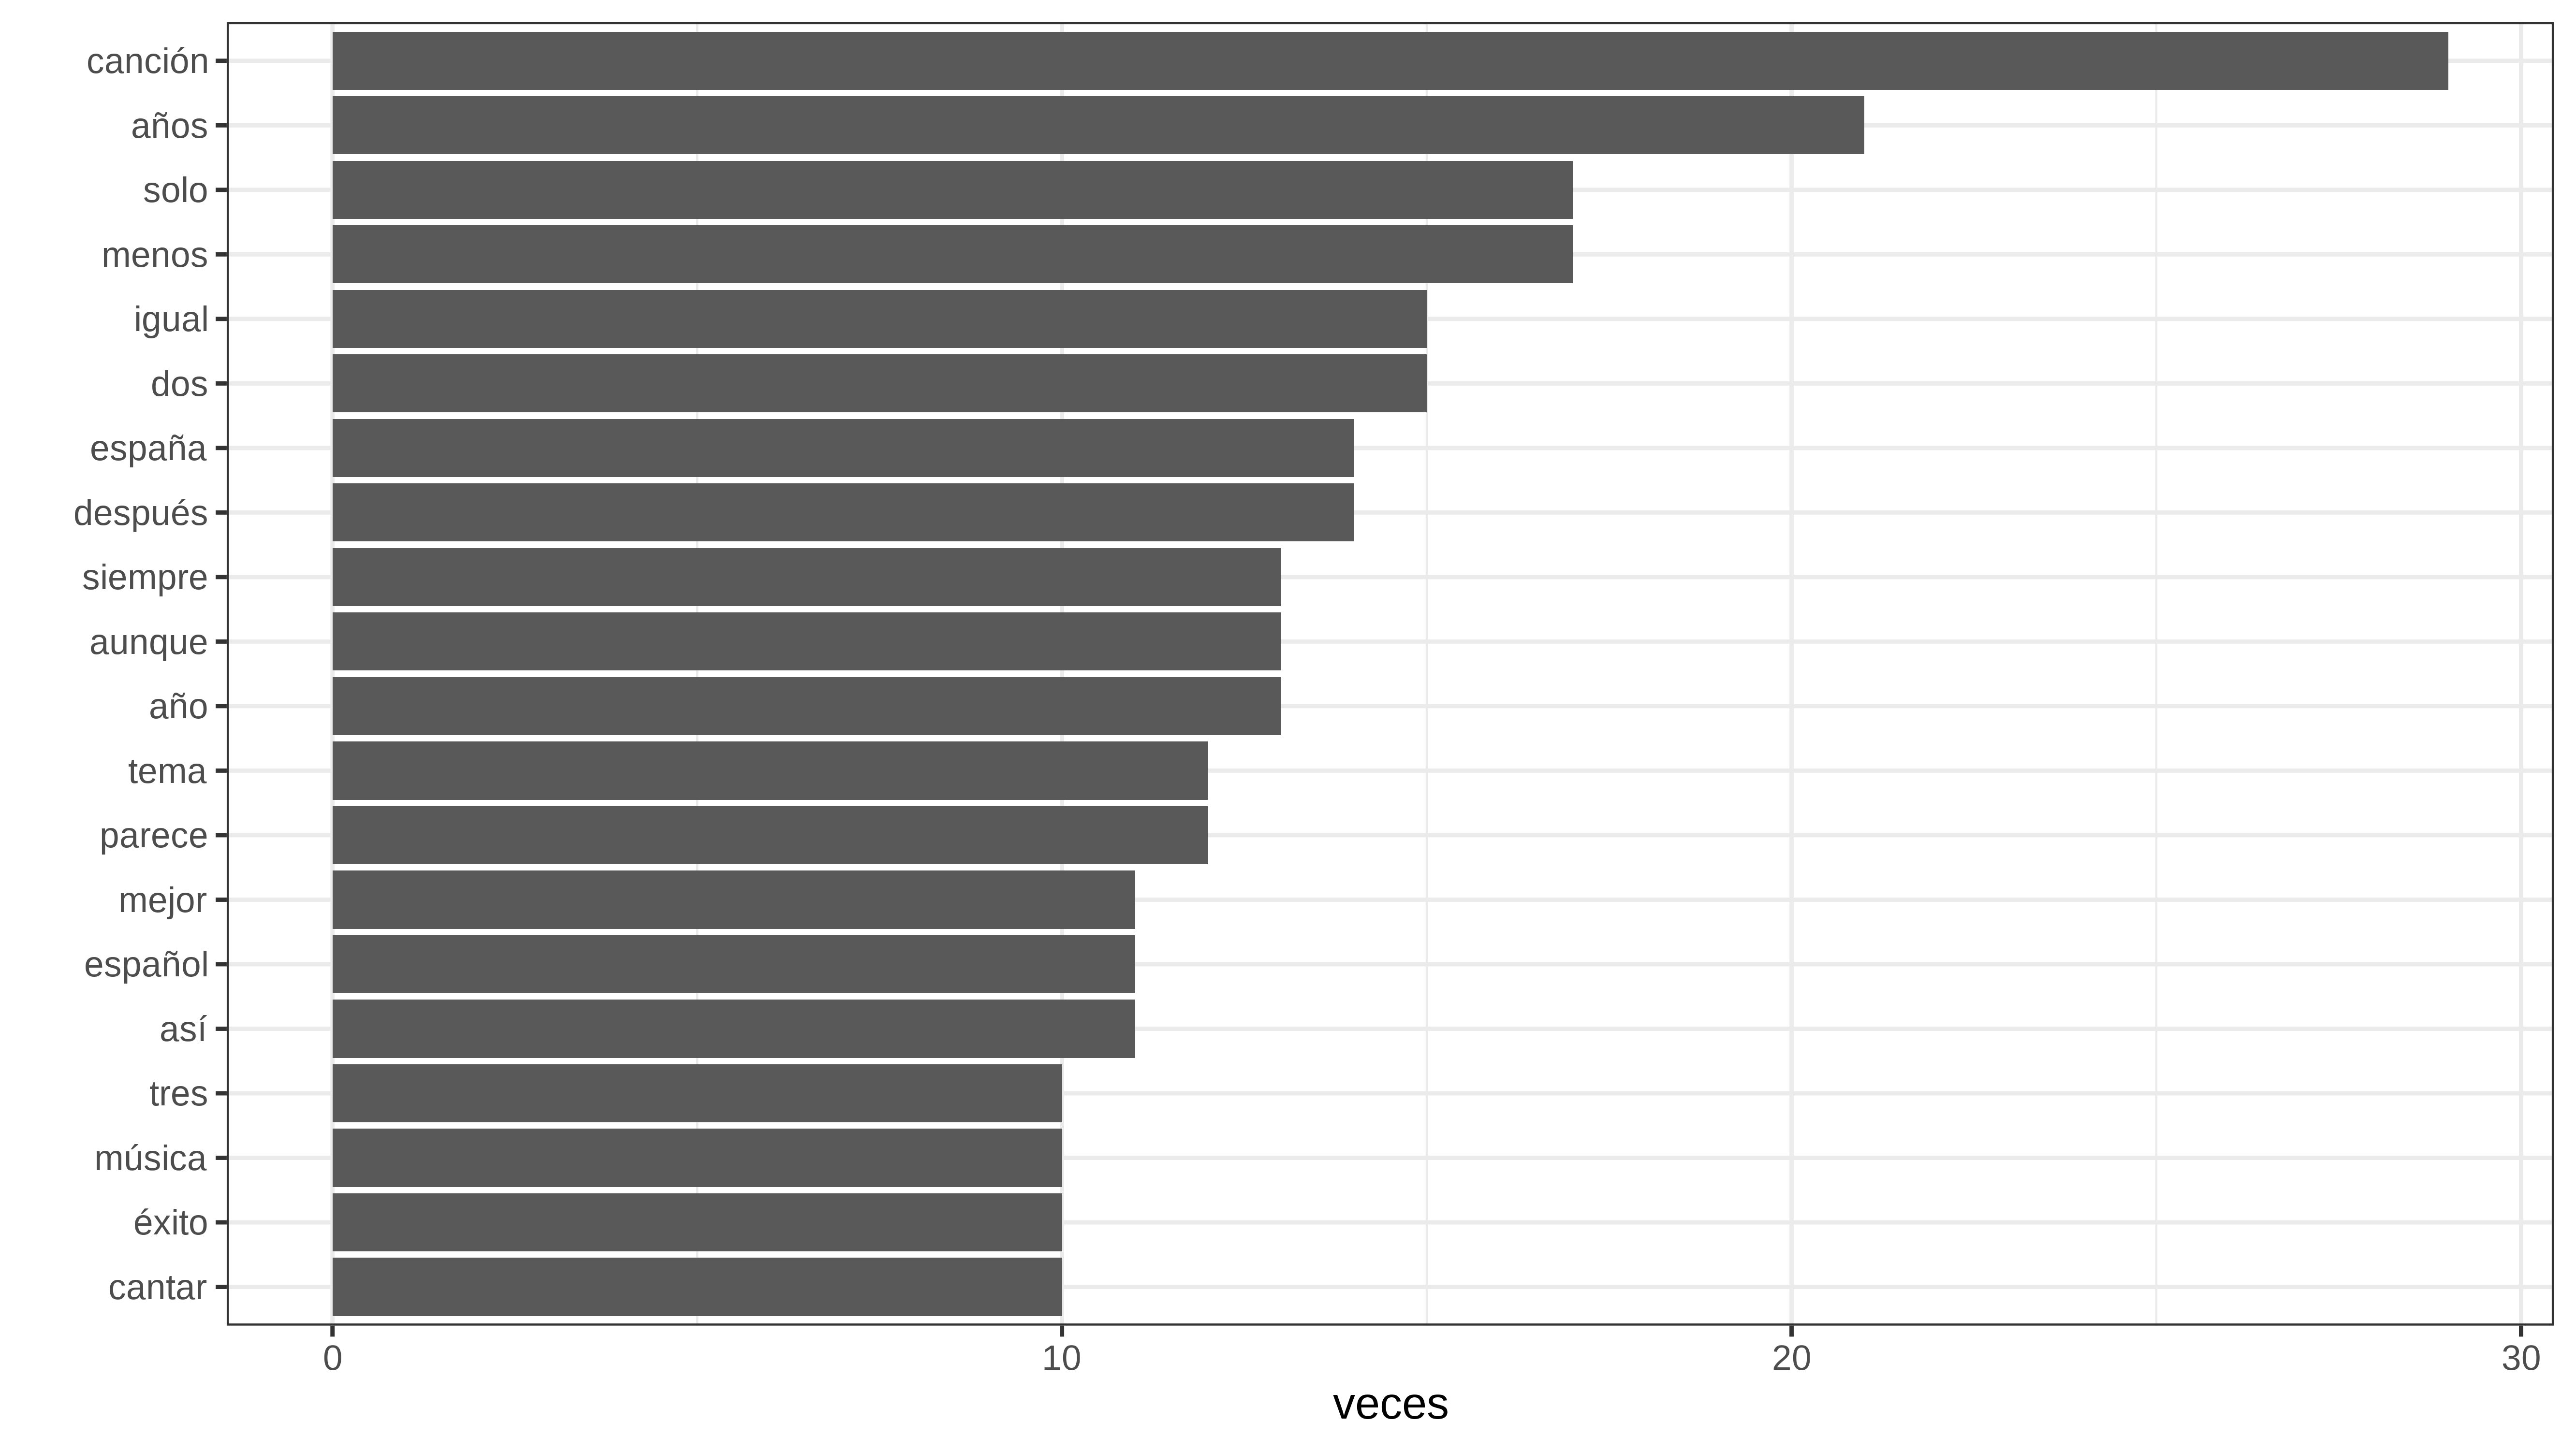 canción
años
solo
menos
igual
dos
españa
después
siempre
aunque
año
tema
parece
mejor
español
así
tres
música
éxito
cantar
0 10 20 30
veces